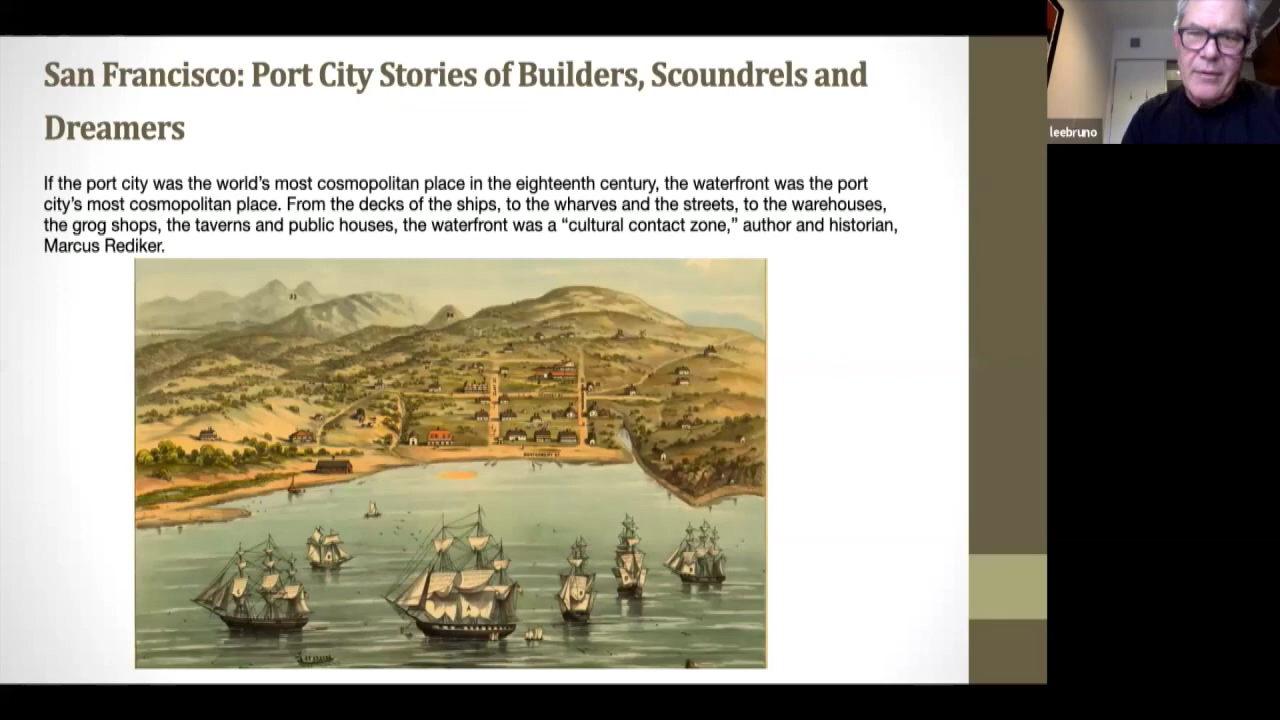 San Francisco: Port City Stories of Builders, Scoundrels and
Dreamers
If the port city was the world's most cosmopolitan place in the eighteenth century, the waterfront was the port
city's most cosmopolitan place. From the decks of the ships, to the wharves and the streets, to the warehouses,
the grog shops, the taverns and public houses, the waterfront was a “cultural contact zone,” author and historian,
Marcus Rediker.
leebruno